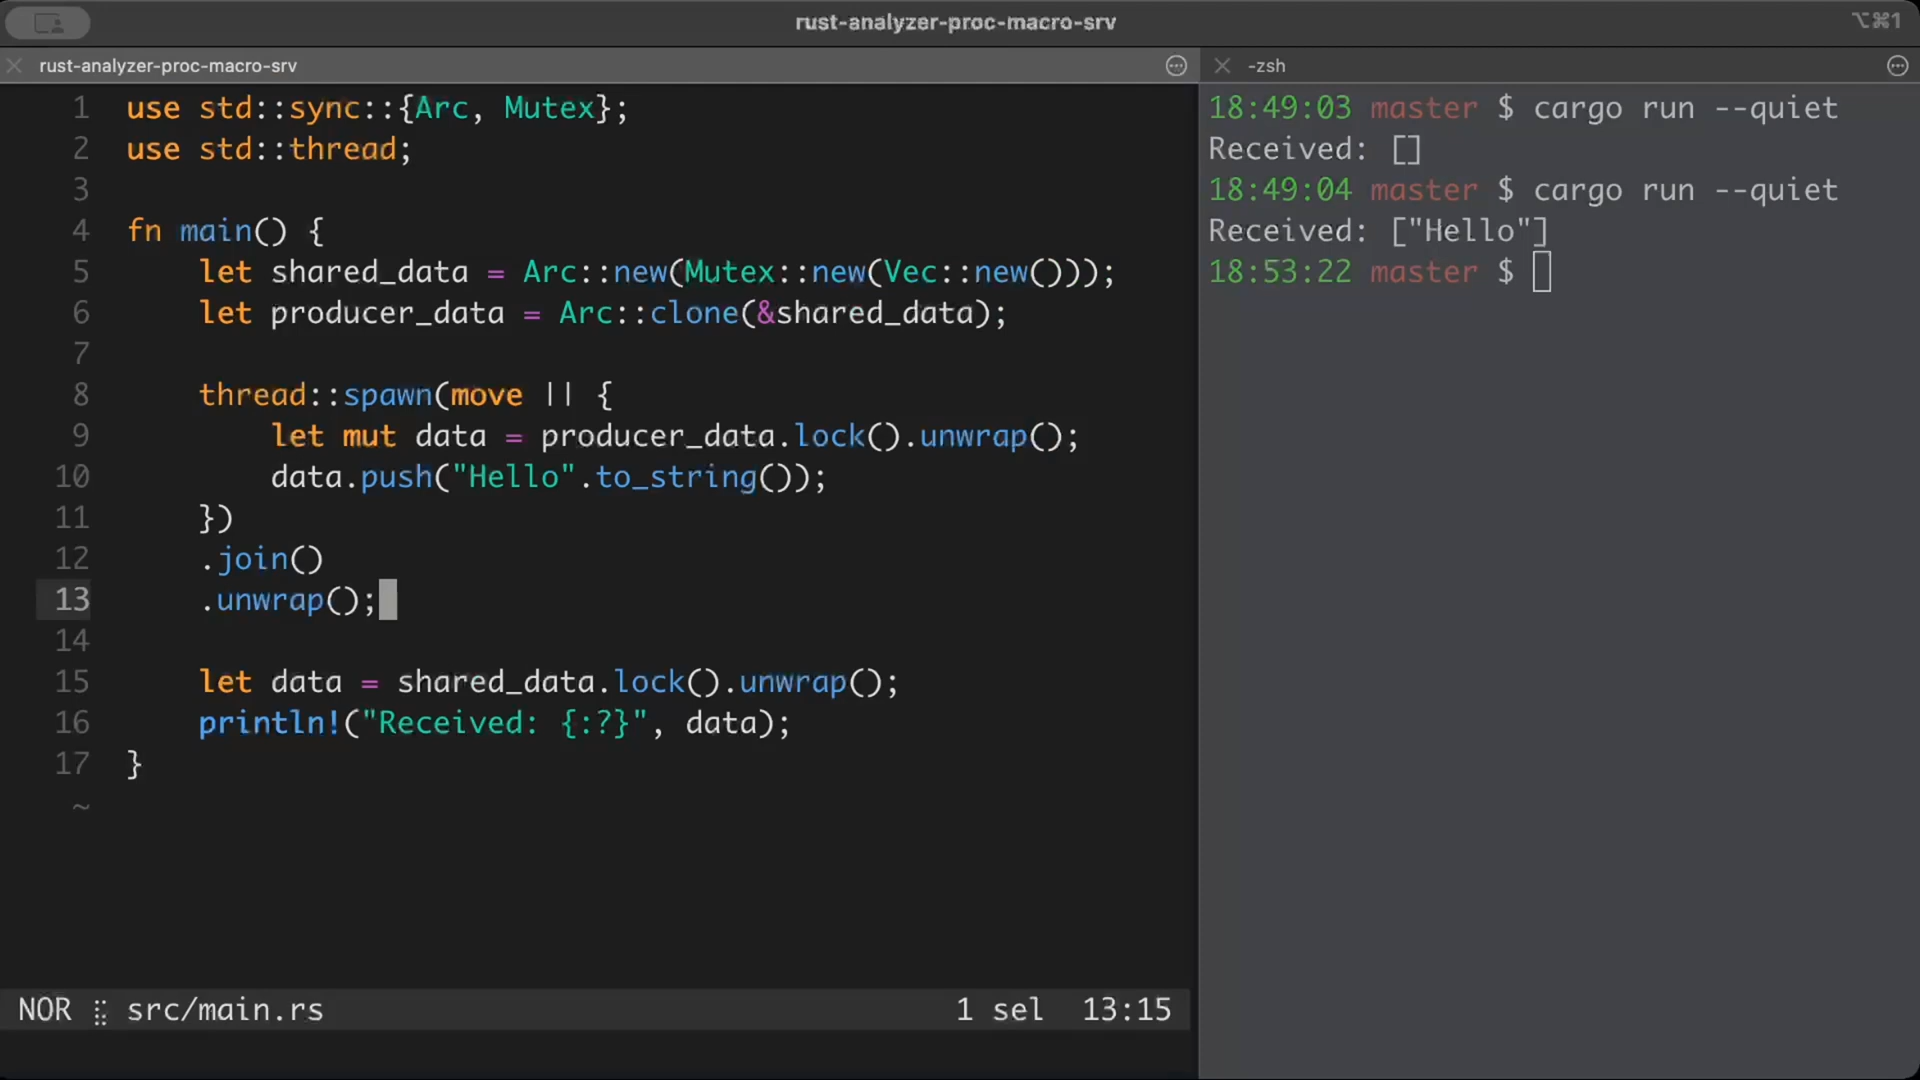 rust-analyzer-proc-macro-srv
⌥⌘1
rust-analyzer-proc-macro-srv
1 use std::sync::{Arc, Mutex};
2 use std::thread;
3
4 fn main() {
5     let shared_data = Arc::new(Mutex::new(Vec::new()));
6     let producer_data = Arc::clone(&shared_data);
7
8     thread::spawn(move || {
9         let mut data = producer_data.lock().unwrap();
10         data.push("Hello".to_string());
11     })
12     .join()
13     .unwrap();
14
15     let data = shared_data.lock().unwrap();
16     println!("Received: {:?}", data);
17 }
~
NOR src/main.rs 1 sel 13:15
-zsh
18:49:03 master $ cargo run --quiet
Received: []
18:49:04 master $ cargo run --quiet
Received: ["Hello"]
18:53:22 master $